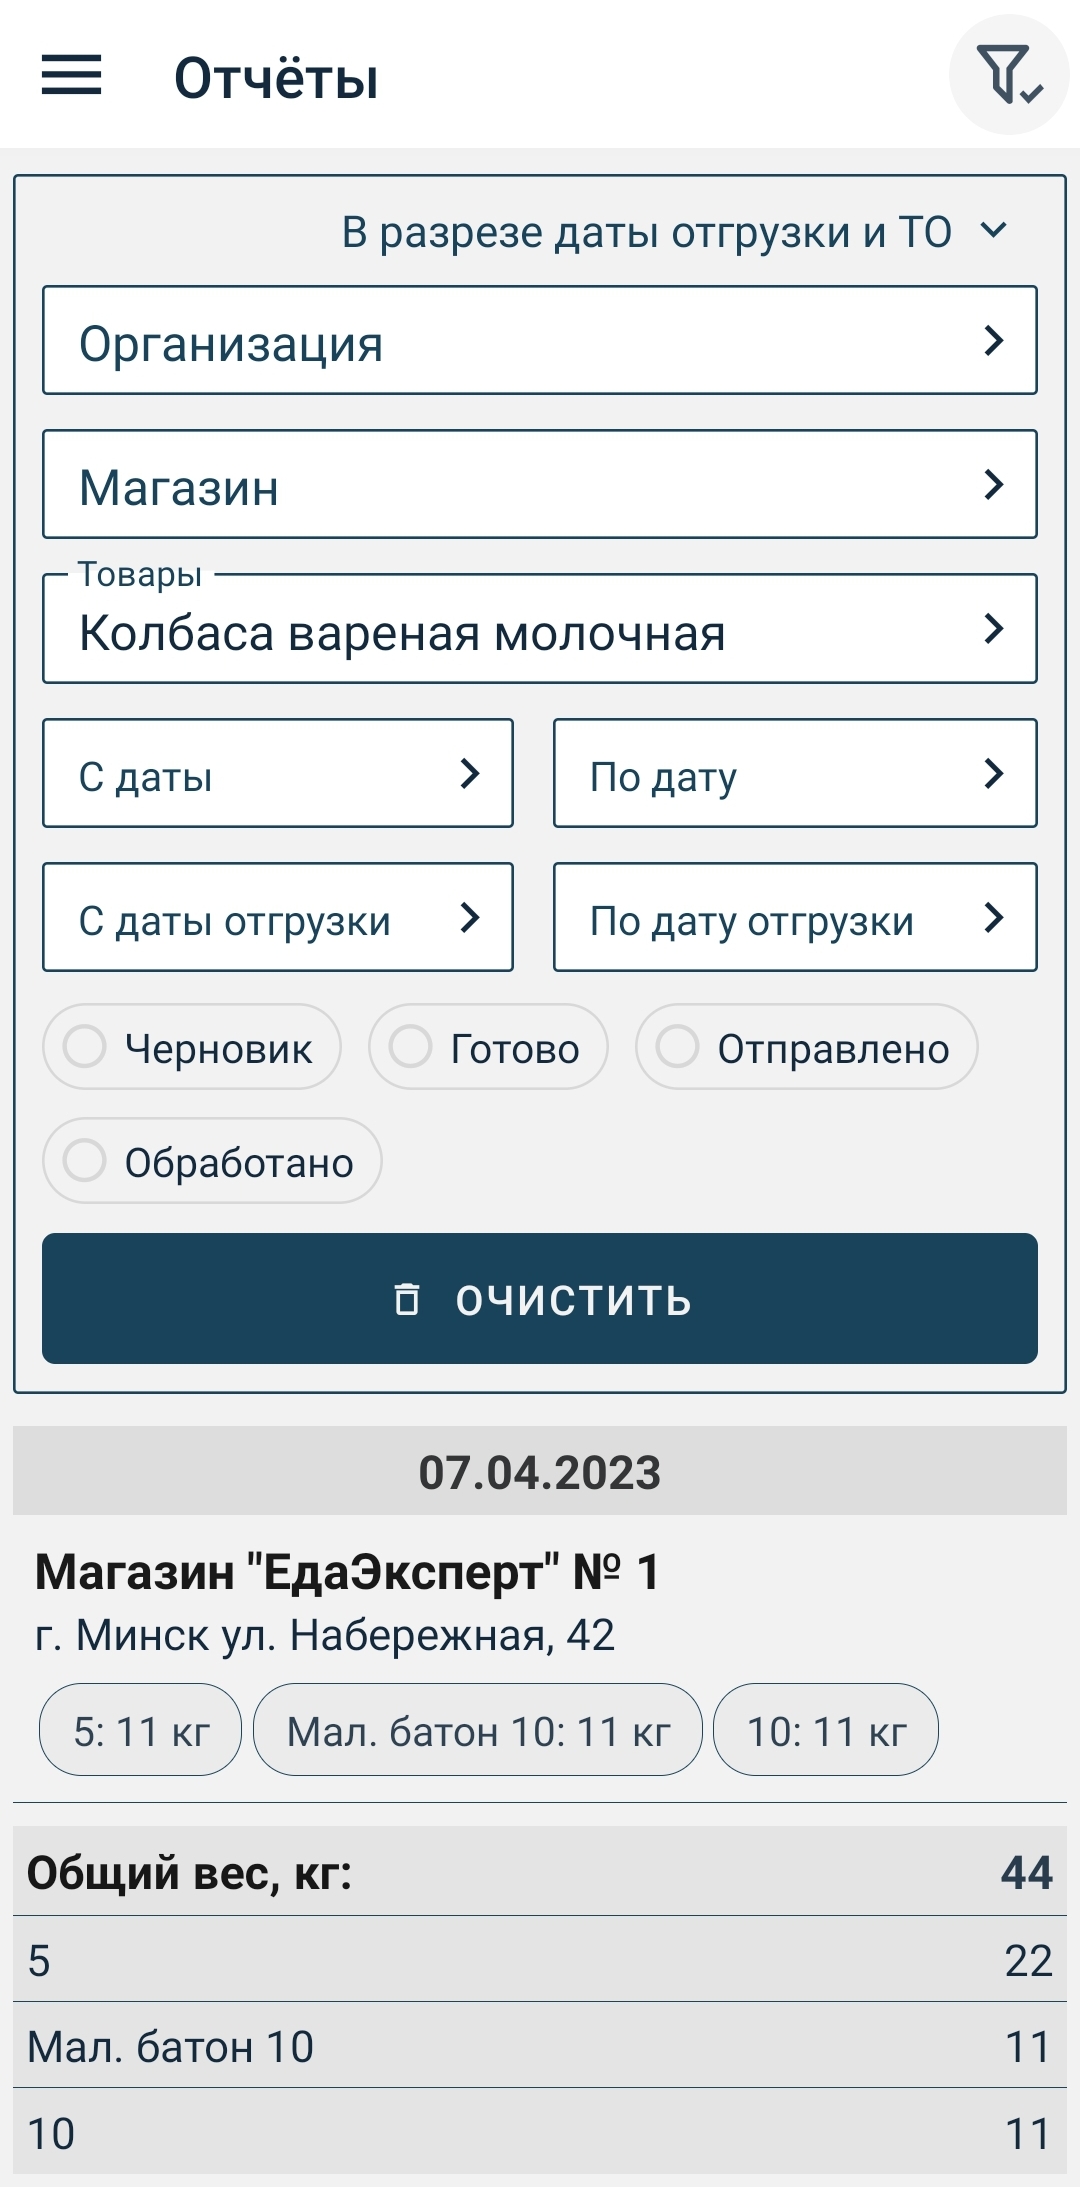 Отчёты
В разрезе даты отгрузки и ТО
Организация
Магазин
Товары
Колбаса вареная молочная
С даты
По дату
С даты отгрузки
По дату отгрузки
Черновик
Готово
Отправлено
Обработано
ОЧИСТИТЬ
07.04.2023
Магазин "ЕдаЭксперт" № 1
г. Минск ул. Набережная, 42
5: 11 кг
Мал. батон 10: 11 кг
10: 11 кг
Общий вес, кг: 44
5 22
Мал. батон 10 11
10 11